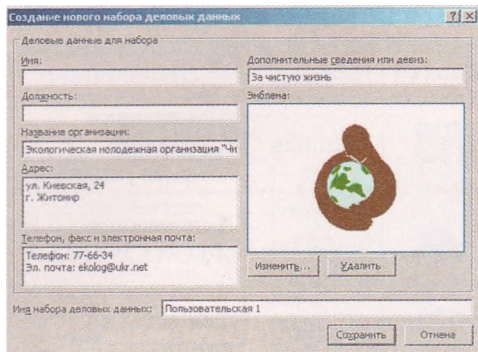 Создание нового набора деловых данных
Деловые данные для набора
Имя:
Должность:
Название организации:
Экологическая молодежная организация "Чи
Адрес:
ул. Киевская, 24
г. Житомир
Телефон, факс и электронная почта:
Телефон: 77-66-34
Эл. почта: ekolog@ukr.net
Дополнительные сведения или девиз:
За чистую жизнь
Эмблема:
Изменить...
Удалить
Имя набора деловых данных:
Пользовательская 1
Сохранить
Отмена